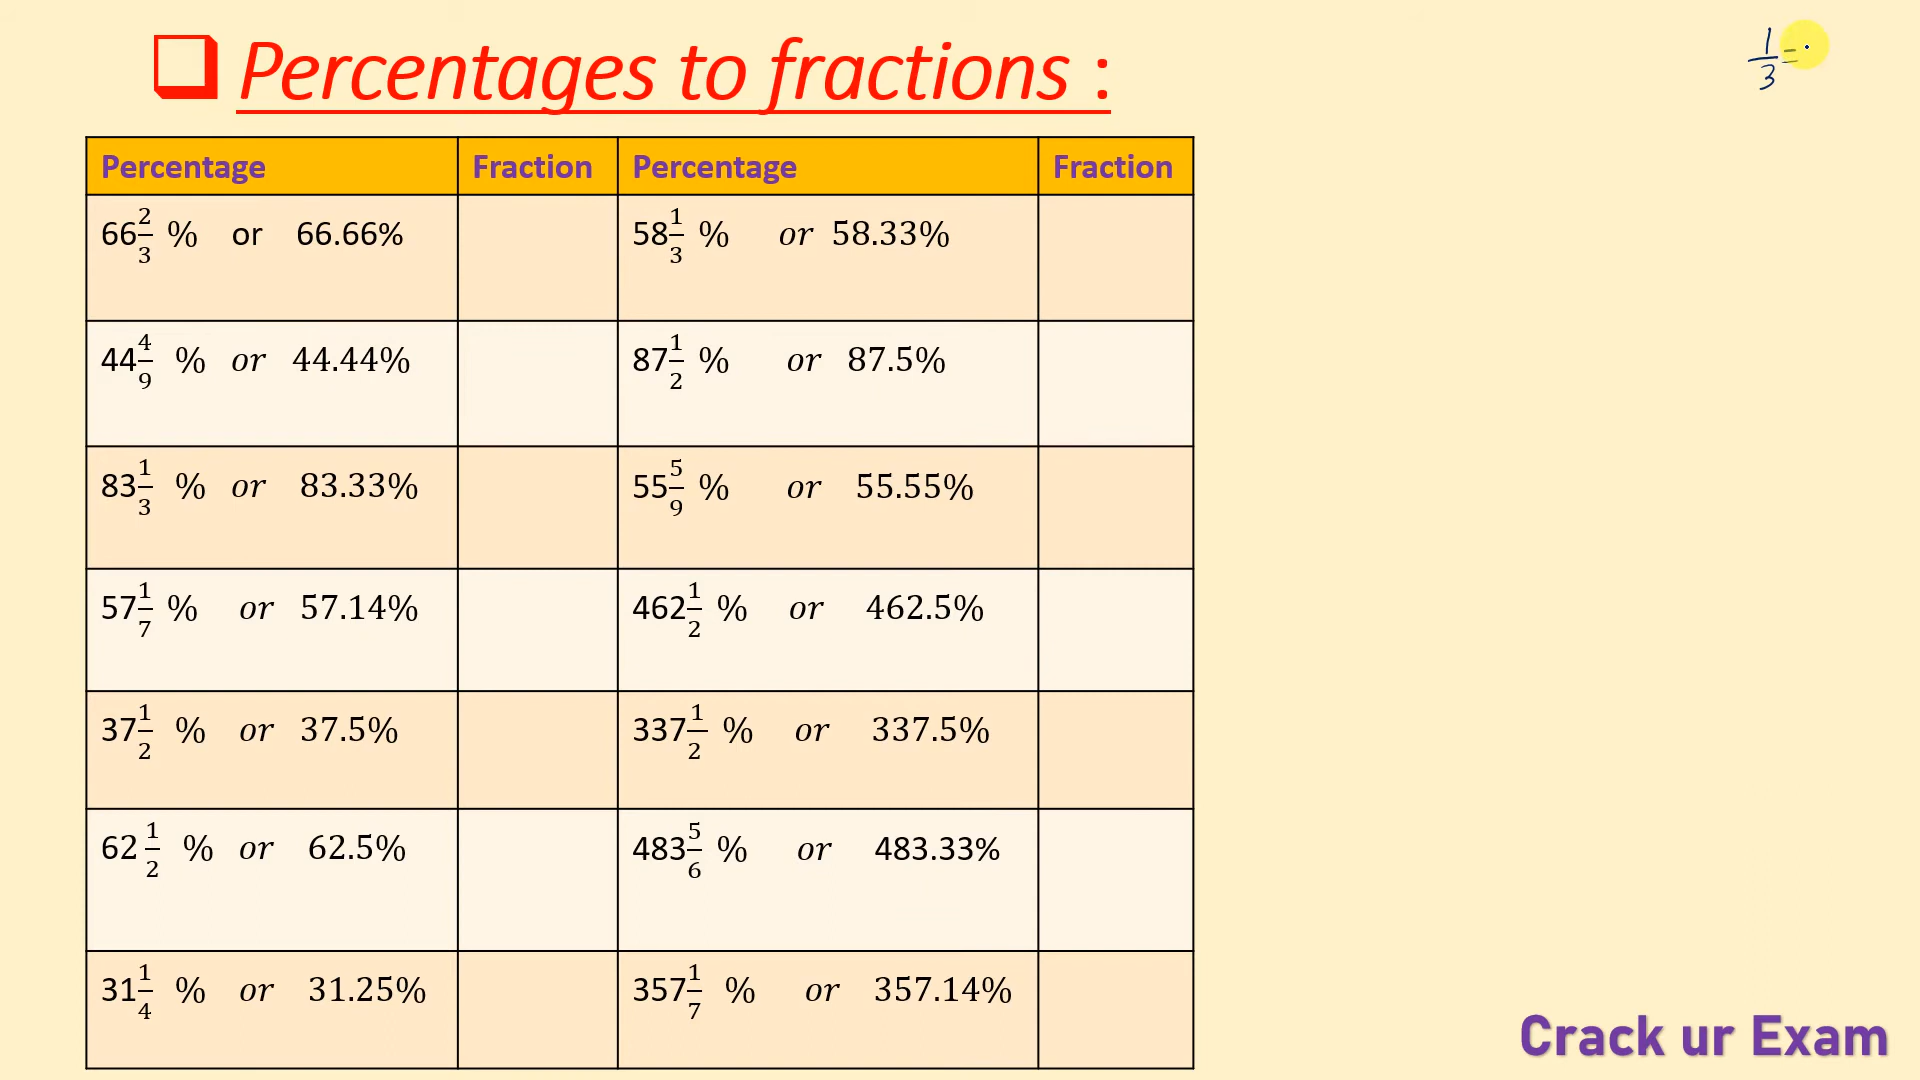 ❑ Percentages to fractions :
1/3 =
Percentage Fraction Percentage Fraction
66 2/3 % or 66.66% 58 1/3 % or 58.33%
44 4/9 % or 44.44% 87 1/2 % or 87.5%
83 1/3 % or 83.33% 55 5/9 % or 55.55%
57 1/7 % or 57.14% 462 1/2 % or 462.5%
37 1/2 % or 37.5% 337 1/2 % or 337.5%
62 1/2 % or 62.5% 483 5/6 % or 483.33%
31 1/4 % or 31.25% 357 1/7 % or 357.14%
Crack ur Exam